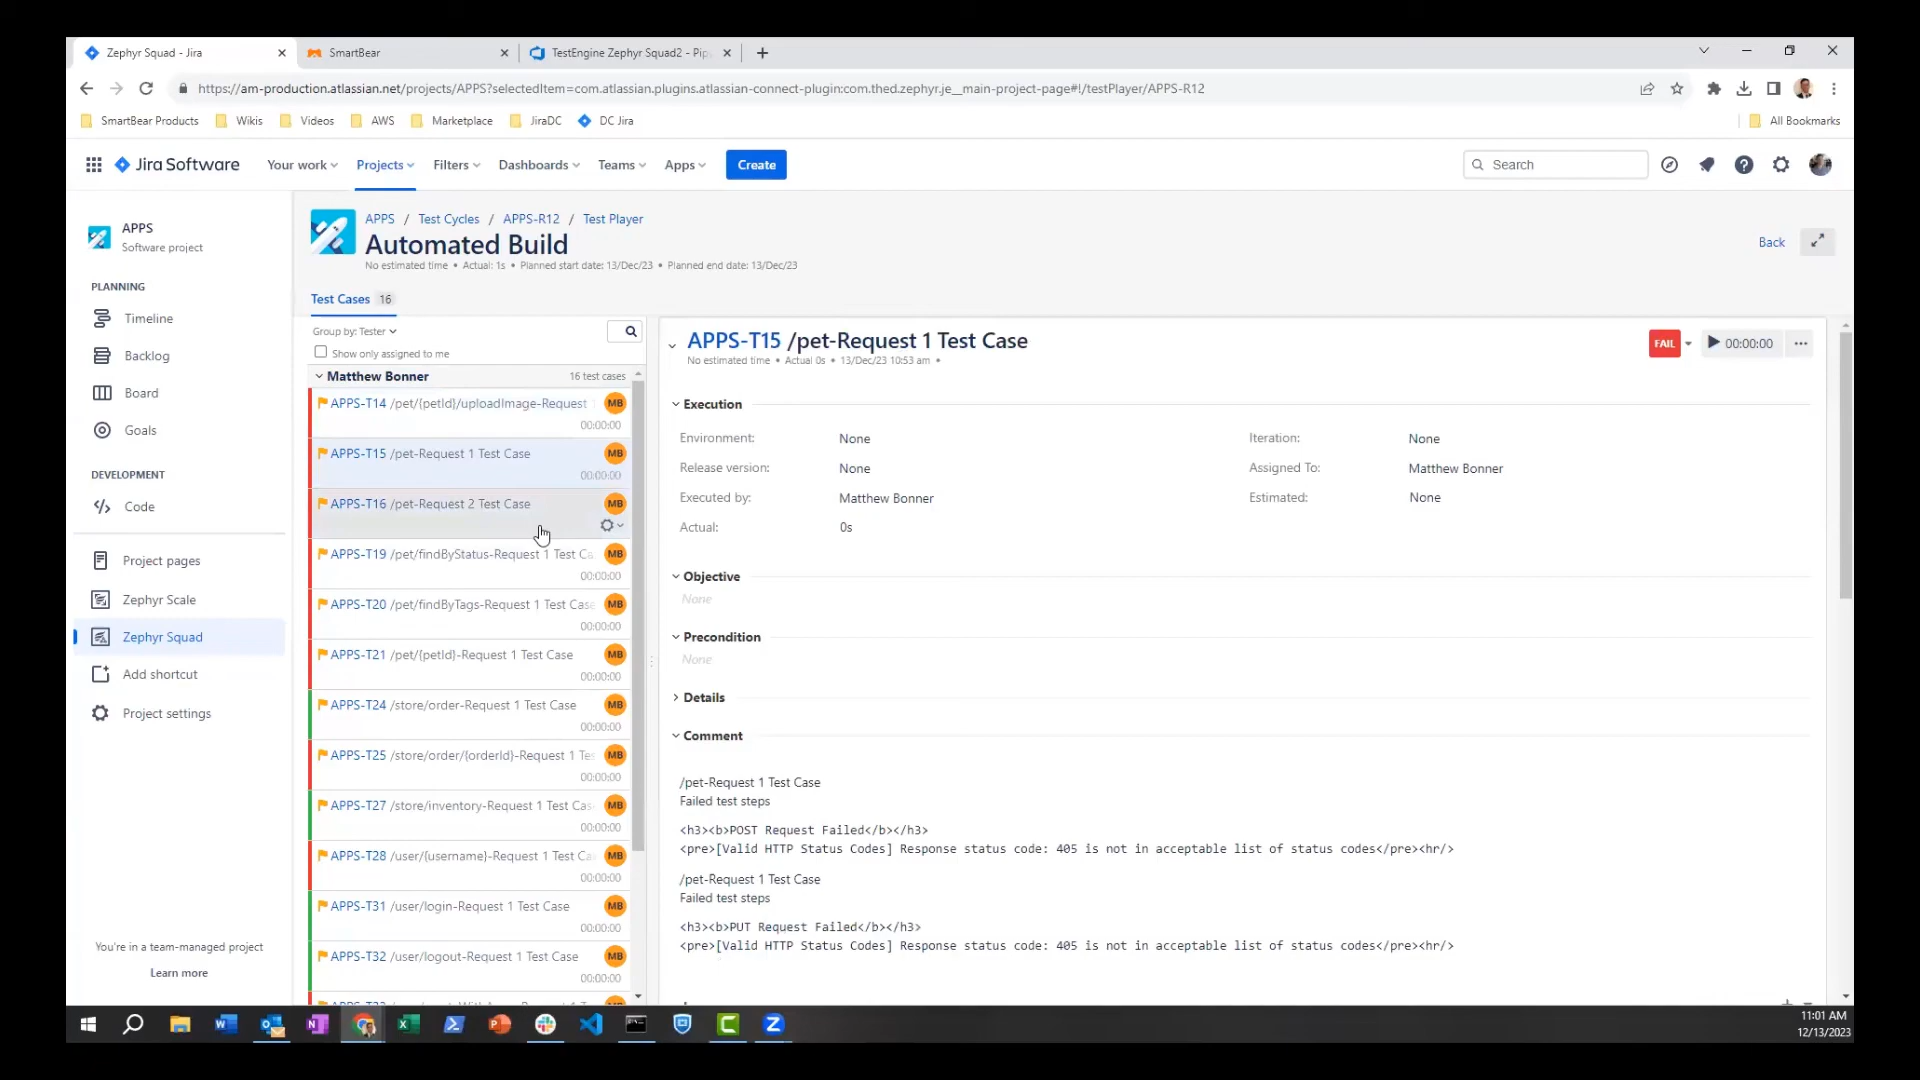 Zephyr Squad - Jira
SmartBear
TestEngine Zephyr Squad2 - Pip
https://am-production.atlassian.net/projects/APPS?selectedItem=com.atlassian.plugins.atlassian-connect-plugin:com.thed.zephyr.je__main-project-page#!/testPlayer/APPS-R12
SmartBear Products Wikis Videos AWS Marketplace JiraDC DC Jira All Bookmarks
Jira Software Your work Projects Filters Dashboards Teams Apps Create Search
APPS
Software project
PLANNING
Timeline
Backlog
Board
Goals
DEVELOPMENT
Code
Project pages
Zephyr Scale
Zephyr Squad
Add shortcut
Project settings
You're in a team-managed project
Learn more
APPS / Test Cycles / APPS-R12 / Test Player
Automated Build
No estimated time • Actual: 1s • Planned start date: 13/Dec/23 • Planned end date: 13/Dec/23
Back
Test Cases 16
Group by: Tester
Show only assigned to me
Matthew Bonner 16 test cases
APPS-T14 /pet/{petId}/uploadImage-Request 1 MB
00:00:00
APPS-T15 /pet-Request 1 Test Case MB
00:00:00
APPS-T16 /pet-Request 2 Test Case MB
APPS-T19 /pet/findByStatus-Request 1 Test Ca MB
00:00:00
APPS-T20 /pet/findByTags-Request 1 Test Case MB
00:00:00
APPS-T21 /pet/{petId}-Request 1 Test Case MB
00:00:00
APPS-T24 /store/order-Request 1 Test Case MB
00:00:00
APPS-T25 /store/order/{orderId}-Request 1 Tes MB
00:00:00
APPS-T27 /store/inventory-Request 1 Test Cas MB
00:00:00
APPS-T28 /user/{username}-Request 1 Test Ca MB
00:00:00
APPS-T31 /user/login-Request 1 Test Case MB
00:00:00
APPS-T32 /user/logout-Request 1 Test Case MB
00:00:00
APPS-T15 /pet-Request 1 Test Case
No estimated time • Actual 0s • 13/Dec/23 10:53 am •
FAIL 00:00:00
Execution
Environment: None Iteration: None
Release version: None Assigned To: Matthew Bonner
Executed by: Matthew Bonner Estimated: None
Actual: 0s
Objective
None
Precondition
None
Details
Comment
/pet-Request 1 Test Case
Failed test steps
<h3><b>POST Request Failed</b></h3>
<pre>[Valid HTTP Status Codes] Response status code: 405 is not in acceptable list of status codes</pre><hr/>
/pet-Request 1 Test Case
Failed test steps
<h3><b>PUT Request Failed</b></h3>
<pre>[Valid HTTP Status Codes] Response status code: 405 is not in acceptable list of status codes</pre><hr/>
11:01 AM
12/13/2023